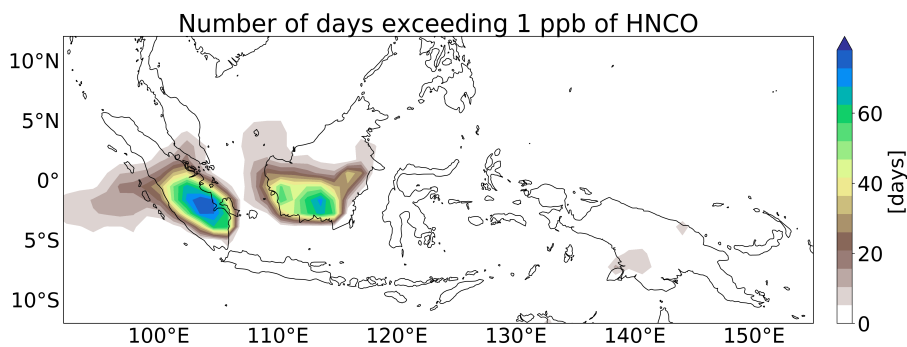 Number of days exceeding 1 ppb of HNCO
10°N
5°N
0°
5°S
10°S
100°E 110°E 120°E 130°E 140°E 150°E
60
40
20
0
[days]